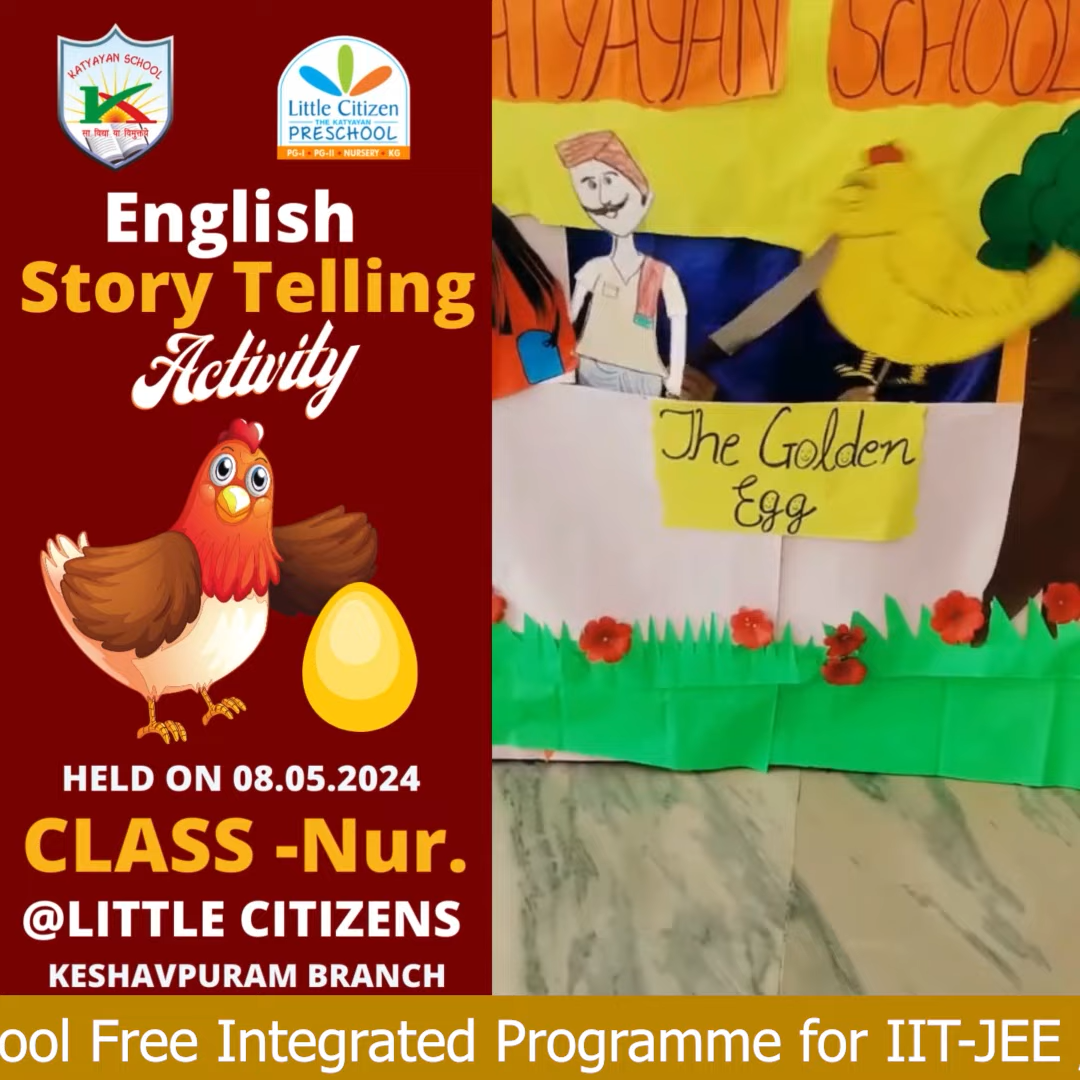 KATYAYAN SCHOOL
सा विद्या या विमुक्तये
Little Citizen
THE KATYAYAN
PRESCHOOL
PG-I • PG-II • NURSERY • KG
English
Story Telling
Activity
HELD ON 08.05.2024
CLASS -Nur.
@LITTLE CITIZENS
KESHAVPURAM BRANCH
ATYAYAN SCHOOL
The Golden
Egg
ool Free Integrated Programme for IIT-JEE